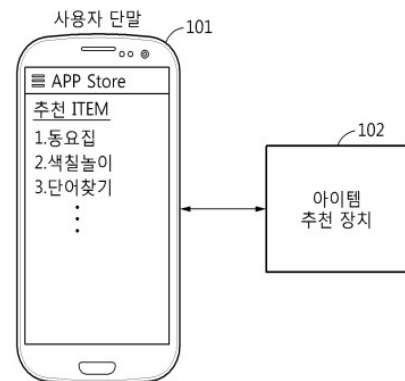 사용자 단말
101
APP Store
추천 ITEM
1.동요집
2.색칠놀이
3.단어찾기
102
아이템
추천 장치